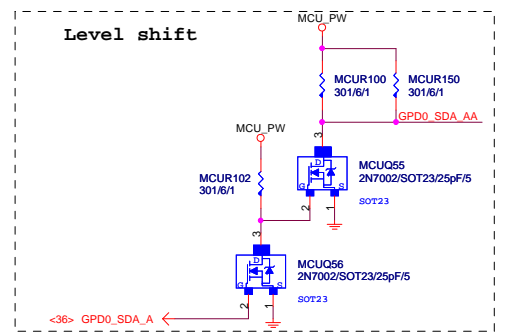 MCU_PW
Level shift
MCUR100
301/6/1
MCUR150
301/6/1
GPD0_SDA_AA
MCU_PW
3
D
G
S
MCUQ55
2N7002/SOT23/25pF/5
SOT23
MCUR102
301/6/1
2
1
3
D
G
S
MCUQ56
2N7002/SOT23/25pF/5
SOT23
2
1
<36> GPD0_SDA_A